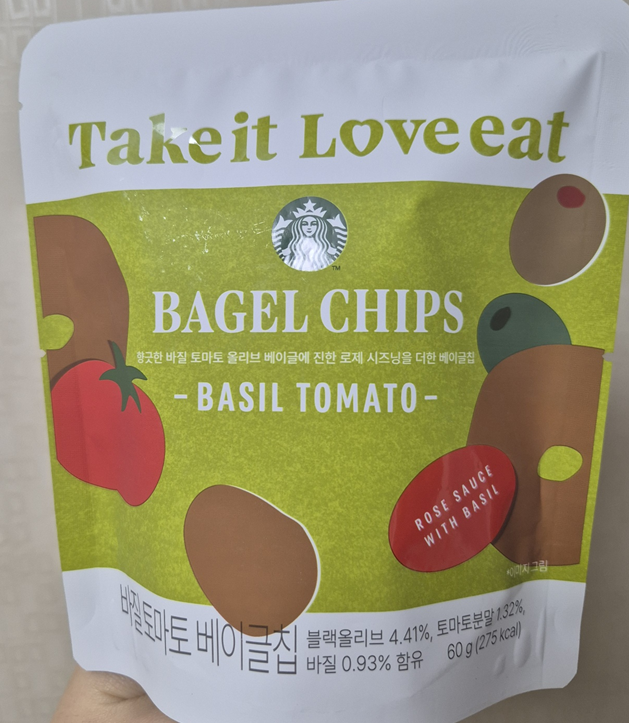 Take it Love eat
TM
BAGEL CHIPS
향긋한 바질 토마토 올리브 베이글에 진한 로제 시즈닝을 더한 베이글칩
-BASIL TOMATO-
ROSE SAUCE
WITH BASIL
*이미지 그림
바질토마토 베이글칩
블랙올리브 4.41%, 토마토분말 1.32%,
바질 0.93% 함유
60 g (275 kcal)